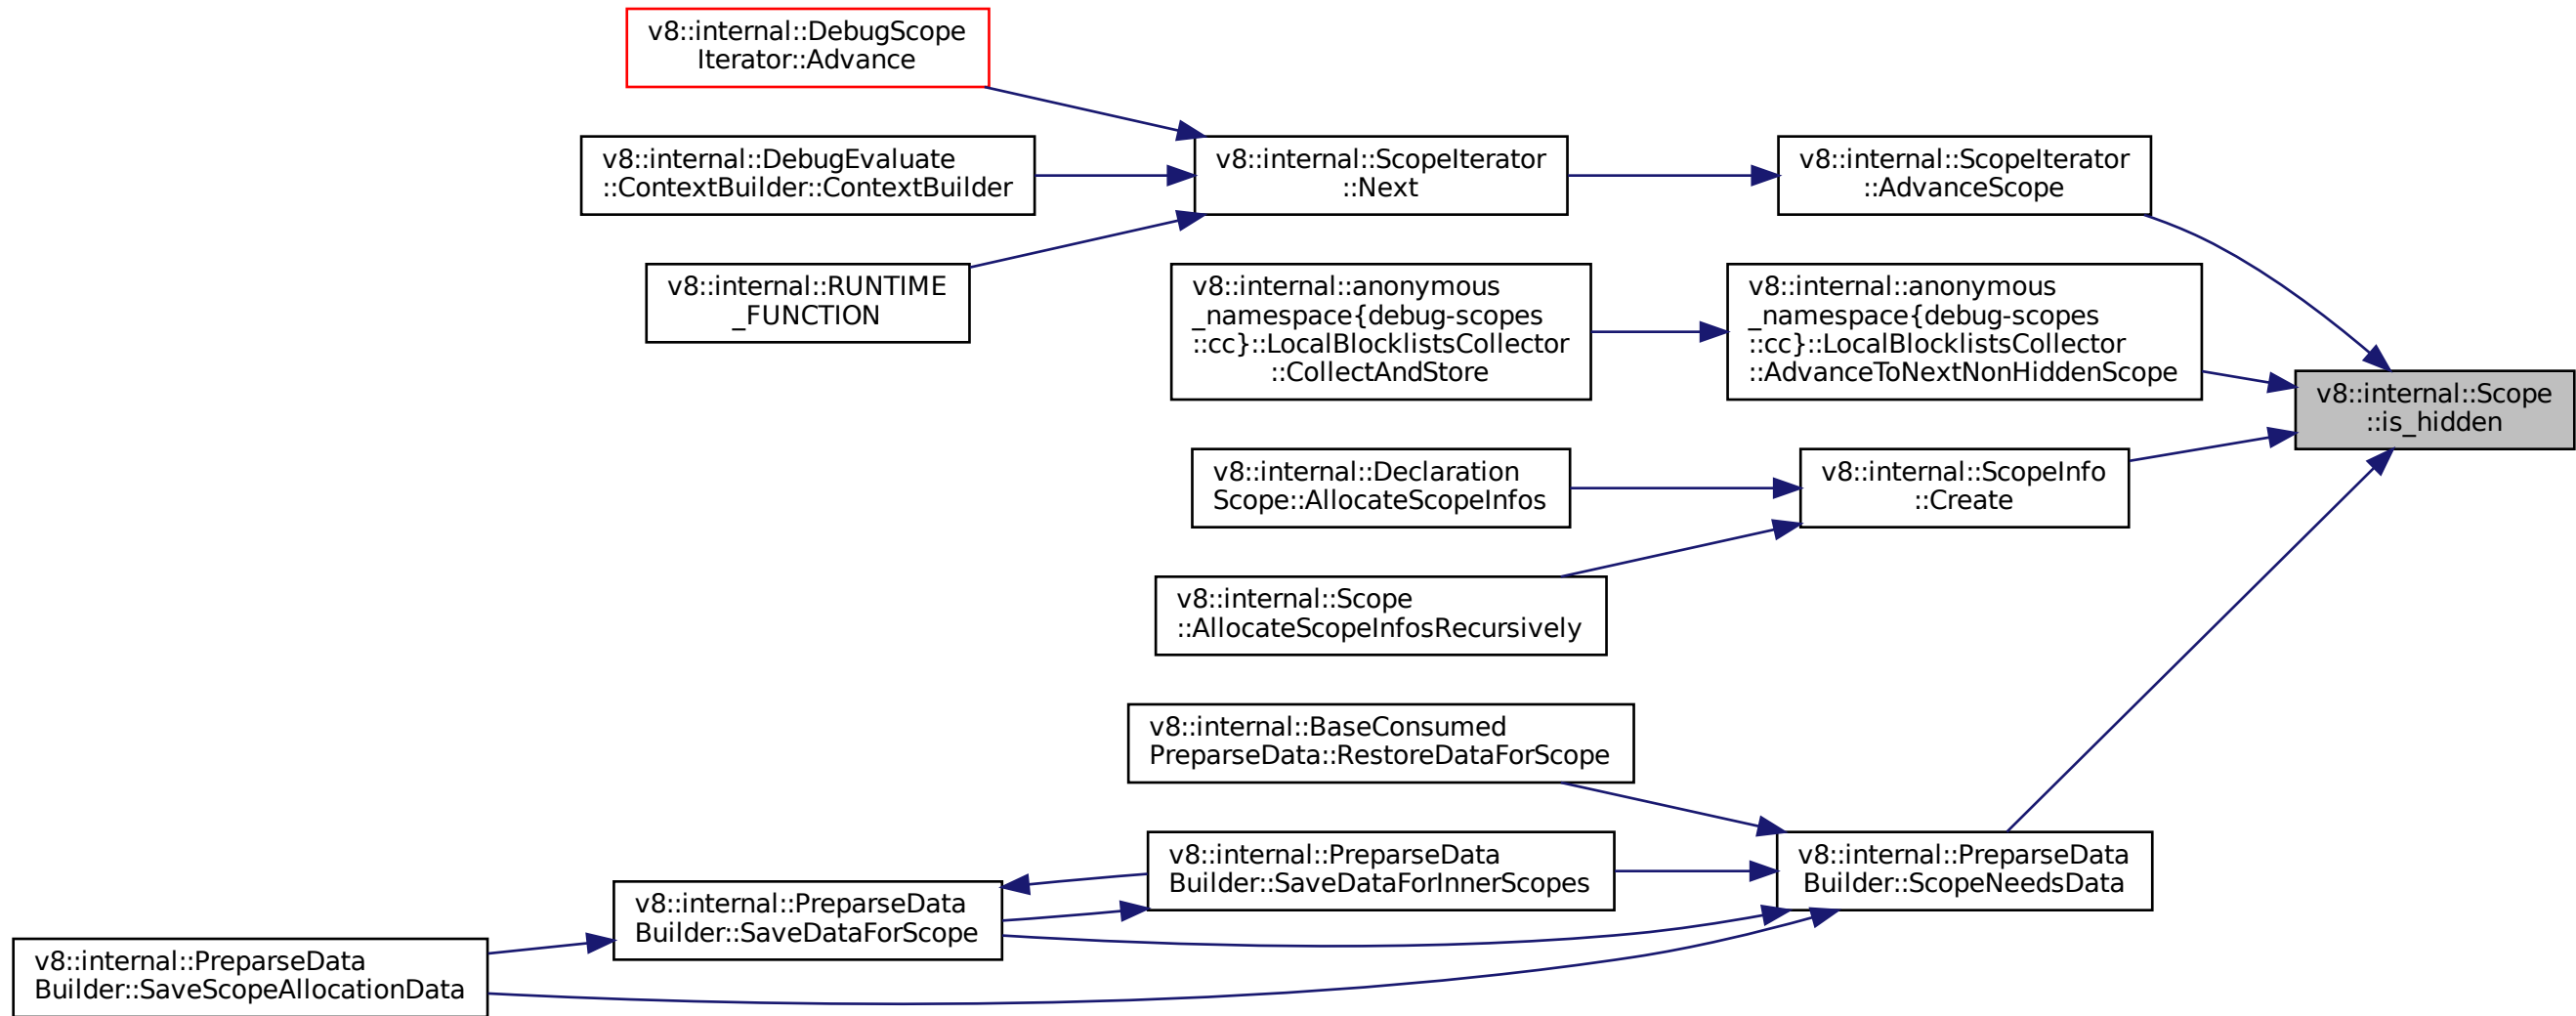 v8::internal::DebugScope
Iterator::Advance
v8::internal::DebugEvaluate
::ContextBuilder::ContextBuilder
v8::internal::ScopeIterator
::Next
v8::internal::ScopeIterator
::AdvanceScope
v8::internal::RUNTIME
_FUNCTION
v8::internal::anonymous
_namespace{debug-scopes
::cc}::LocalBlocklistsCollector
::CollectAndStore
v8::internal::anonymous
_namespace{debug-scopes
::cc}::LocalBlocklistsCollector
::AdvanceToNextNonHiddenScope
v8::internal::Scope
::is_hidden
v8::internal::Declaration
Scope::AllocateScopeInfos
v8::internal::ScopeInfo
::Create
v8::internal::Scope
::AllocateScopeInfosRecursively
v8::internal::BaseConsumed
PreparseData::RestoreDataForScope
v8::internal::PreparseData
Builder::SaveDataForInnerScopes
v8::internal::PreparseData
Builder::ScopeNeedsData
v8::internal::PreparseData
Builder::SaveDataForScope
v8::internal::PreparseData
Builder::SaveScopeAllocationData